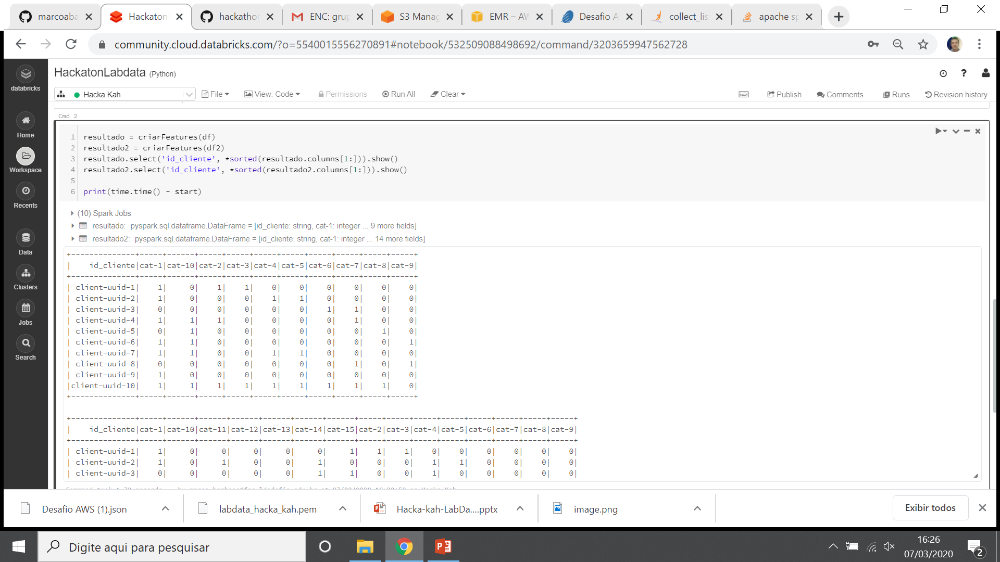 marcoaba
Hackaton
hackathon
ENC: grup
S3 Manag
EMR – AW
Desafio A
collect_lis
apache sp
community.cloud.databricks.com/?o=5540015556270891#notebook/532509088498692/command/3203659947562728
databricks
Home
Workspace
Recents
Data
Clusters
Jobs
Search
HackatonLabdata (Python)
Hacka Kah File View: Code Permissions Run All Clear Publish Comments Runs Revision history
Cmd 2
1 resultado = criarFeatures(df)
2 resultado2 = criarFeatures(df2)
3 resultado.select('id_cliente', *sorted(resultado.columns[1:])).show()
4 resultado2.select('id_cliente', *sorted(resultado2.columns[1:])).show()
5
6 print(time.time() - start)
(10) Spark Jobs
resultado: pyspark.sql.dataframe.DataFrame = [id_cliente: string, cat-1: integer ... 9 more fields]
resultado2: pyspark.sql.dataframe.DataFrame = [id_cliente: string, cat-1: integer ... 14 more fields]
+--------------+-----+------+-----+-----+-----+-----+-----+-----+-----+-----+
|    id_cliente|cat-1|cat-10|cat-2|cat-3|cat-4|cat-5|cat-6|cat-7|cat-8|cat-9|
+--------------+-----+------+-----+-----+-----+-----+-----+-----+-----+-----+
| client-uuid-1|    1|     0|    1|    1|    0|    0|    0|    0|    0|    0|
| client-uuid-2|    1|     0|    0|    0|    1|    1|    0|    0|    0|    0|
| client-uuid-3|    0|     0|    0|    0|    0|    0|    1|    1|    0|    0|
| client-uuid-4|    1|     1|    1|    0|    0|    0|    0|    1|    0|    0|
| client-uuid-5|    0|     1|    0|    0|    0|    0|    0|    0|    1|    0|
| client-uuid-6|    1|     1|    0|    0|    0|    0|    0|    0|    0|    1|
| client-uuid-7|    1|     1|    0|    0|    1|    1|    0|    0|    0|    0|
| client-uuid-8|    0|     0|    0|    0|    0|    0|    0|    1|    0|    1|
| client-uuid-9|    1|     0|    0|    0|    0|    0|    0|    0|    0|    0|
|client-uuid-10|    1|     1|    1|    1|    1|    1|    1|    1|    1|    0|
+--------------+-----+------+-----+-----+-----+-----+-----+-----+-----+-----+
+--------------+-----+------+------+------+------+------+------+-----+-----+-----+-----+-----+-----+-----+-----+
|    id_cliente|cat-1|cat-10|cat-11|cat-12|cat-13|cat-14|cat-15|cat-2|cat-3|cat-4|cat-5|cat-6|cat-7|cat-8|cat-9|
+--------------+-----+------+------+------+------+------+------+-----+-----+-----+-----+-----+-----+-----+-----+
| client-uuid-1|    1|     0|     0|     0|     0|     0|     1|    1|    1|    0|    0|    0|    0|    0|    0|
| client-uuid-2|    1|     0|     1|     0|     0|     1|     0|    0|    0|    1|    1|    0|    0|    0|    0|
| client-uuid-3|    0|     0|     0|     0|     0|     1|     1|    0|    0|    1|    0|    0|    0|    0|    0|
Desafio AWS (1).json
labdata_hacka_kah.pem
Hacka-kah-LabDa....pptx
image.png
Exibir todos
Digite aqui para pesquisar
16:26
07/03/2020
2